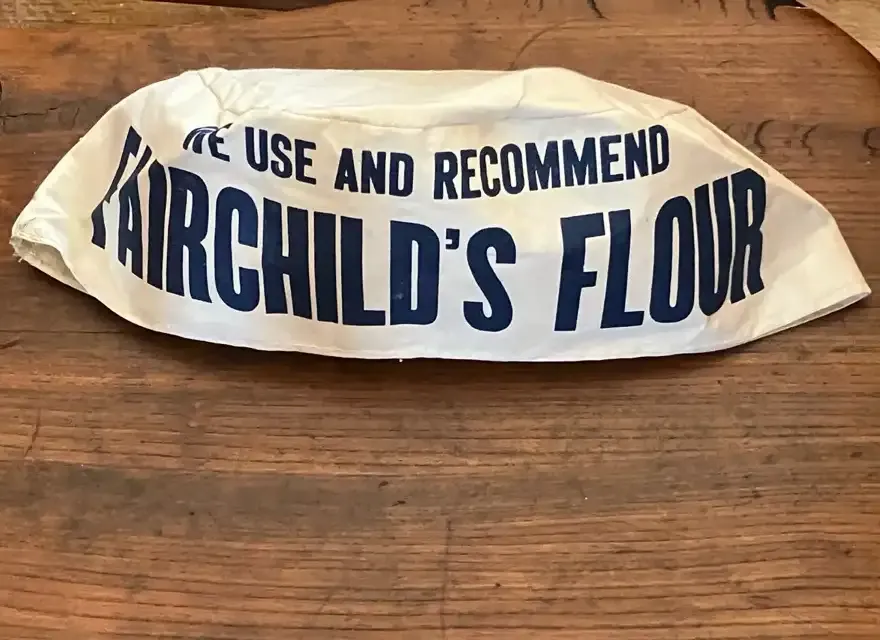 WE USE AND RECOMMEND
FAIRCHILD'S FLOUR